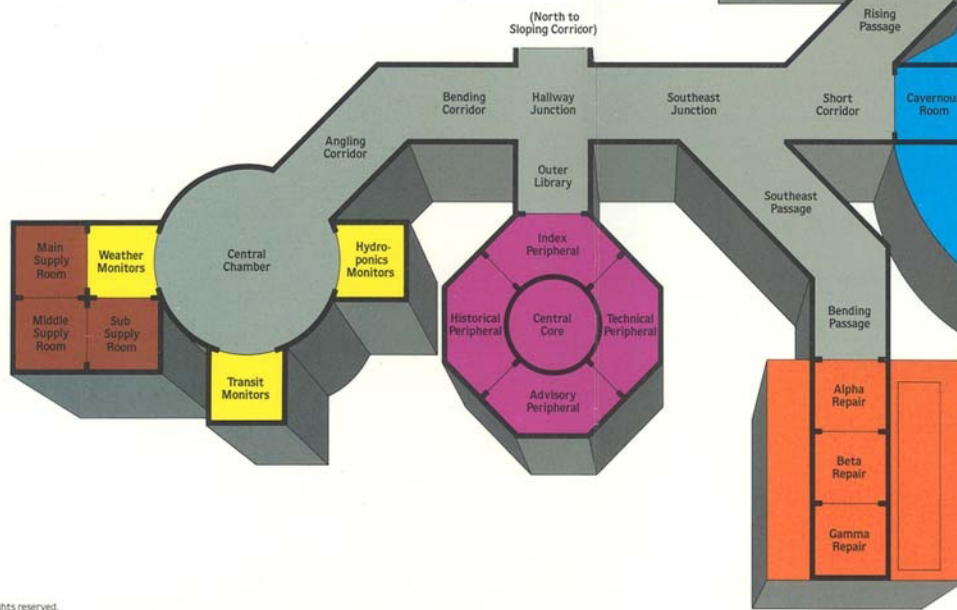 (North to
Sloping Corridor)
Rising
Passage
Bending
Corridor
Hallway
Junction
Southeast
Junction
Short
Corridor
Cavernou
Room
Angling
Corridor
Outer
Library
Southeast
Passage
Main
Supply
Room
Weather
Monitors
Central
Chamber
Hydro-
ponics
Monitors
Index
Peripheral
Middle
Supply
Room
Sub
Supply
Room
Historical
Peripheral
Central
Core
Technical
Peripheral
Bending
Passage
Transit
Monitors
Advisory
Peripheral
Alpha
Repair
Beta
Repair
Gamma
Repair
hts reserved.